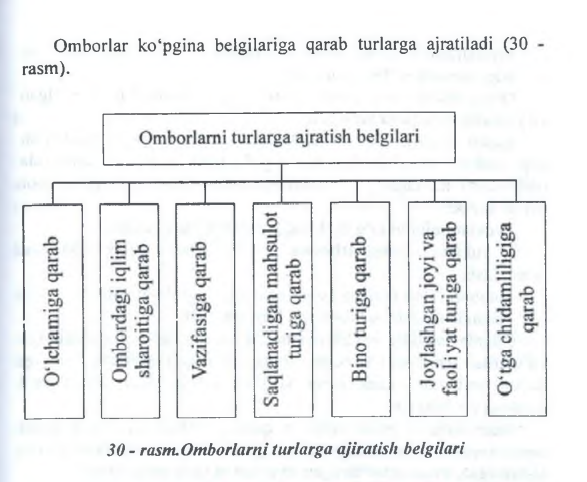 Omborlar ko‘pgina belgilariga qarab turlarga ajratiladi (30 -
rasm).
Omborlarni turlarga ajratish belgilari
O‘lchamiga qarab
Ombordagi iqlim
sharoitiga qarab
Vazifasiga qarab
Saqlanadigan mahsulot
turiga qarab
Bino turiga qarab
Joylashgan joyi va
faoliyat turiga qarab
O‘tga chidamliligiga
qarab
30 - rasm.Omborlarni turlarga ajiratish belgilari